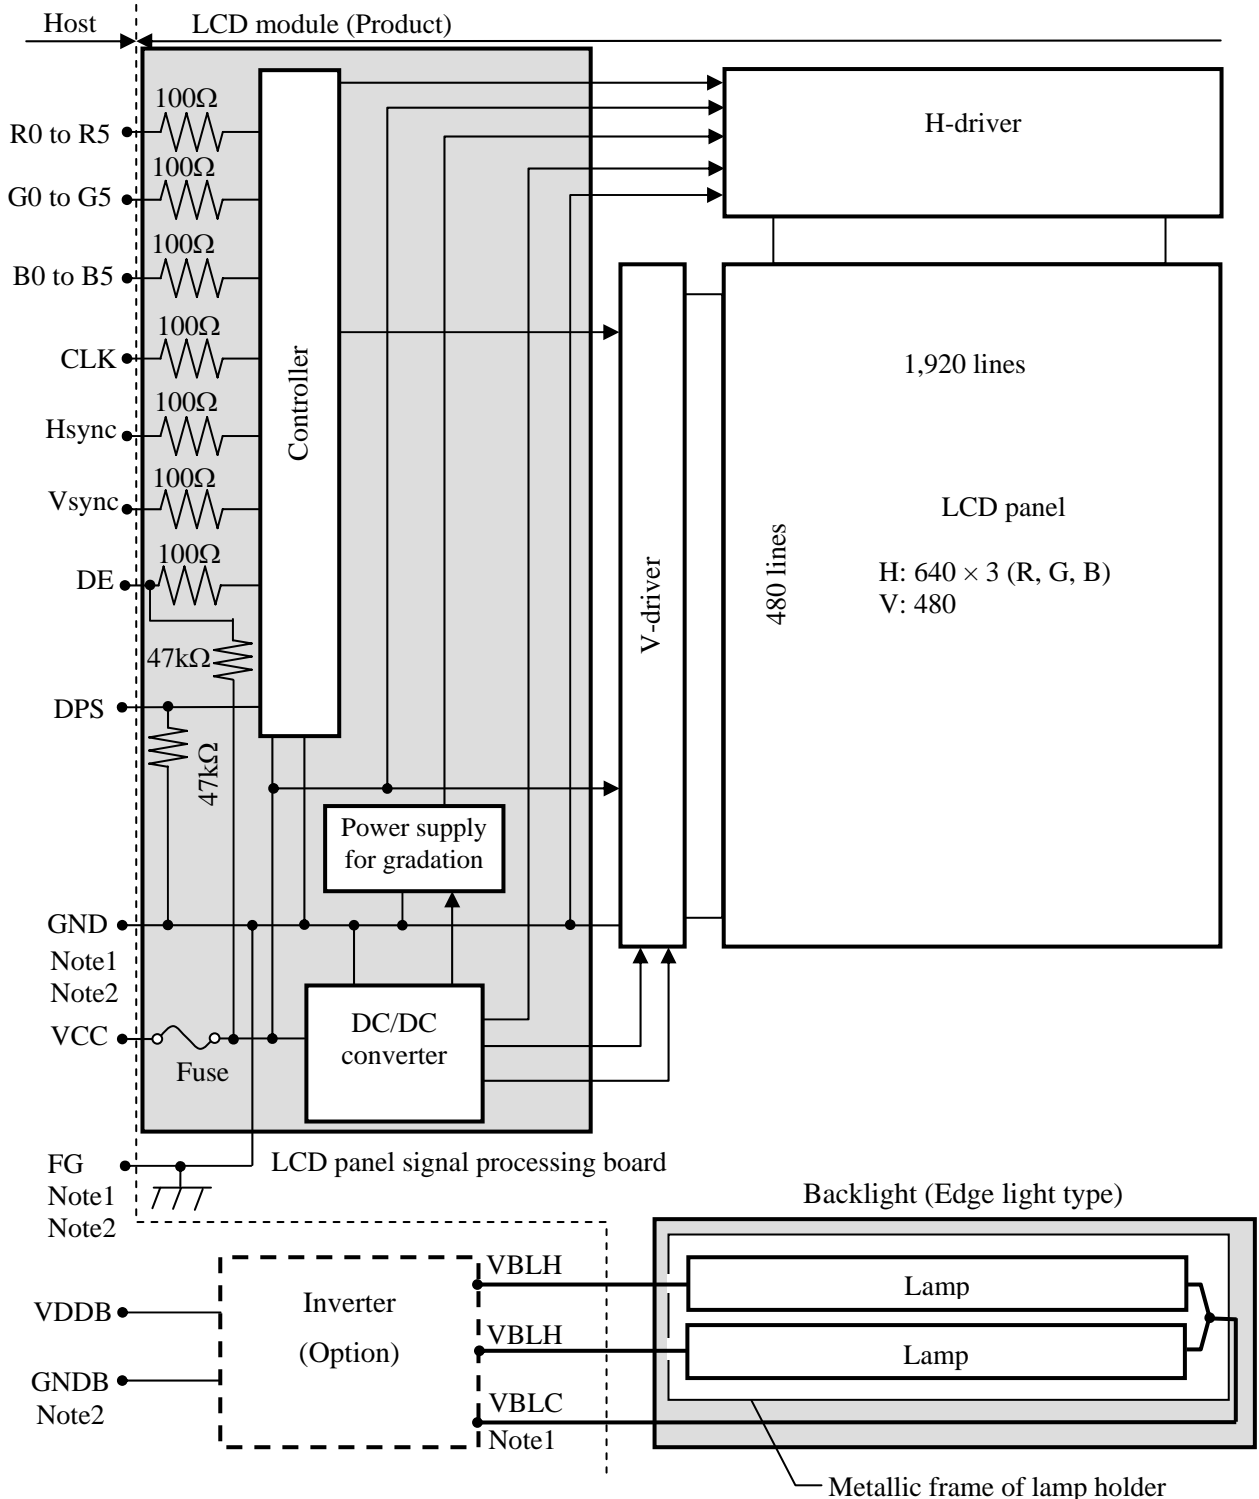 Host
LCD module (Product)
100Ω
R0 to R5
100Ω
G0 to G5
100Ω
B0 to B5
100Ω
CLK
100Ω
Hsync
100Ω
Vsync
100Ω
DE
47kΩ
DPS
47kΩ
Controller
H-driver
V-driver
1,920 lines
480 lines
LCD panel
H: 640 × 3 (R, G, B)
V: 480
Power supply
for gradation
GND
Note1
Note2
VCC
Fuse
DC/DC
converter
FG
Note1
Note2
LCD panel signal processing board
Backlight (Edge light type)
VDDB
GNDB
Note2
Inverter
(Option)
VBLH
VBLH
VBLC
Note1
Lamp
Lamp
Metallic frame of lamp holder